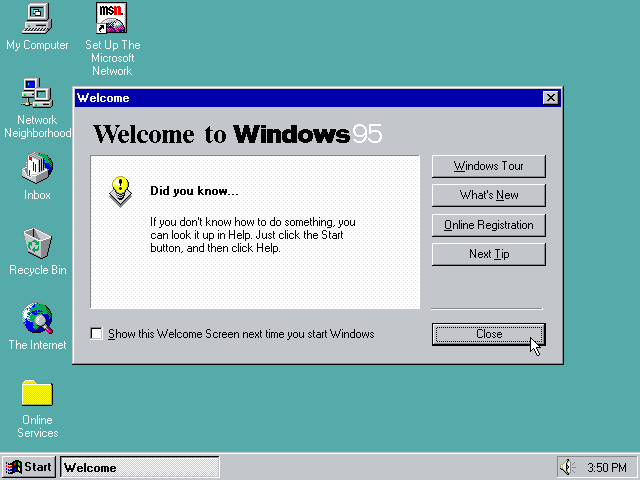 My Computer
msn.
Set Up The
Microsoft
Network
Network
Neighborhood
Inbox
Recycle Bin
The Internet
Online
Services
Welcome
Welcome to Windows 95
Did you know...
If you don't know how to do something, you
can look it up in Help. Just click the Start
button, and then click Help.
Windows Tour
What's New
Online Registration
Next Tip
Show this Welcome Screen next time you start Windows
Close
Start
Welcome
3:50 PM